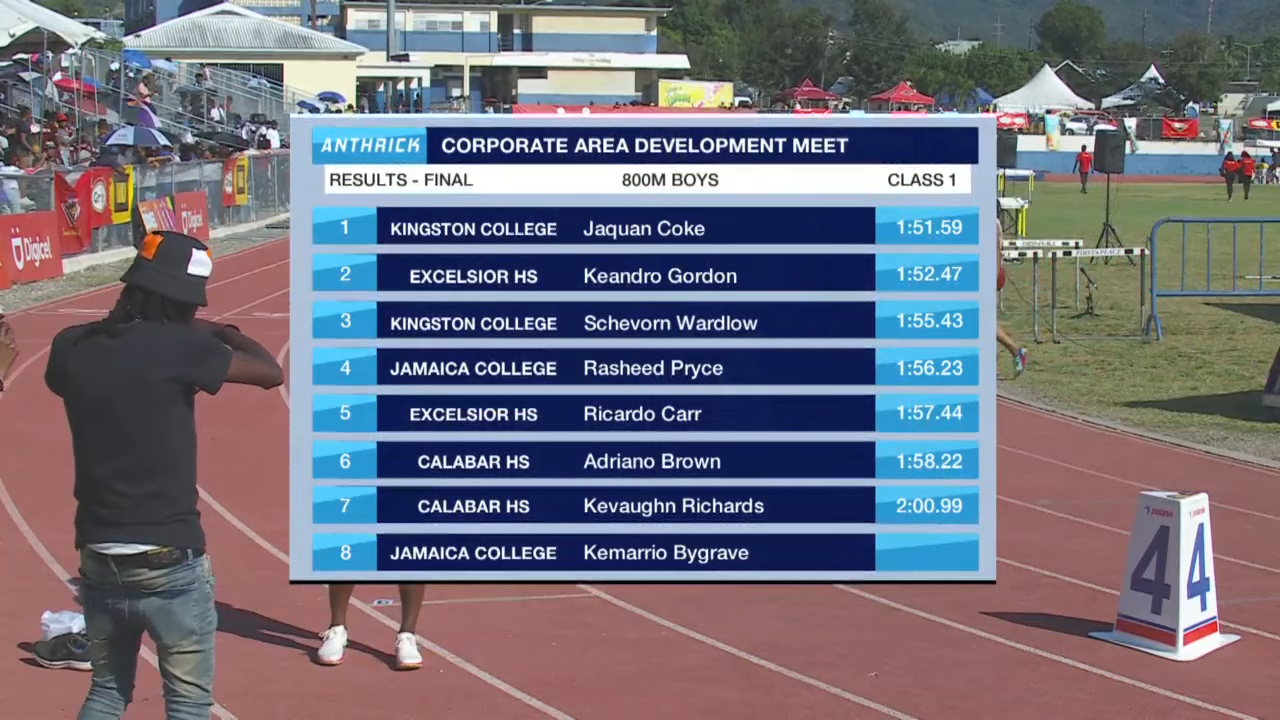 ANTHRICK CORPORATE AREA DEVELOPMENT MEET
RESULTS - FINAL 800M BOYS CLASS 1
1 KINGSTON COLLEGE Jaquan Coke 1:51.59
2 EXCELSIOR HS Keandro Gordon 1:52.47
3 KINGSTON COLLEGE Schevorn Wardlow 1:55.43
4 JAMAICA COLLEGE Rasheed Pryce 1:56.23
5 EXCELSIOR HS Ricardo Carr 1:57.44
6 CALABAR HS Adriano Brown 1:58.22
7 CALABAR HS Kevaughn Richards 2:00.99
8 JAMAICA COLLEGE Kemarrio Bygrave
Digicel
Digicel
FIRST PLACE
polanik
4 4